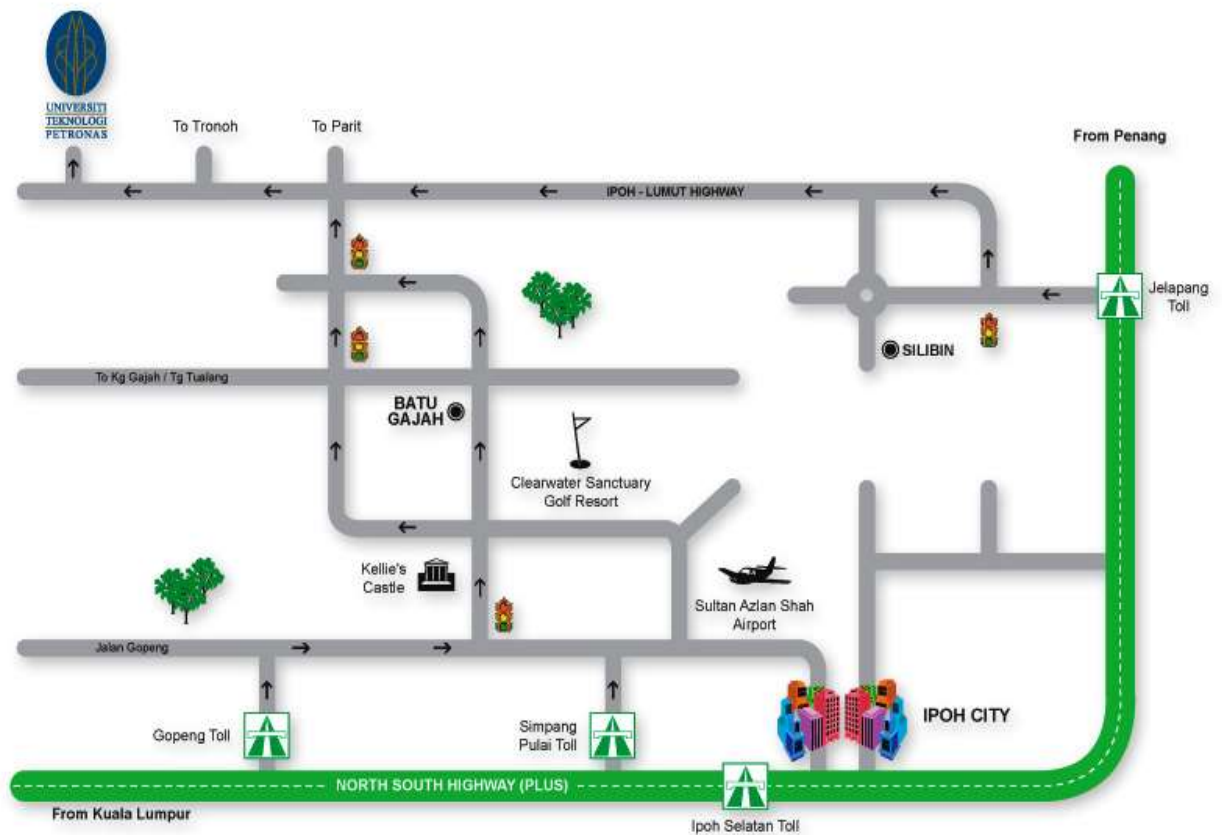 UNIVERSITI
TEKNOLOGI
PETRONAS
To Tronoh
To Parit
From Penang
IPOH - LUMUT HIGHWAY
Jelapang
Toll
SILIBIN
To Kg Gajah / Tg Tualang
BATU
GAJAH
Clearwater Sanctuary
Golf Resort
Kellie's
Castle
Sultan Azlan Shah
Airport
Jalan Gopeng
IPOH CITY
Gopeng Toll
Simpang
Pulai Toll
NORTH SOUTH HIGHWAY (PLUS)
From Kuala Lumpur
Ipoh Selatan Toll